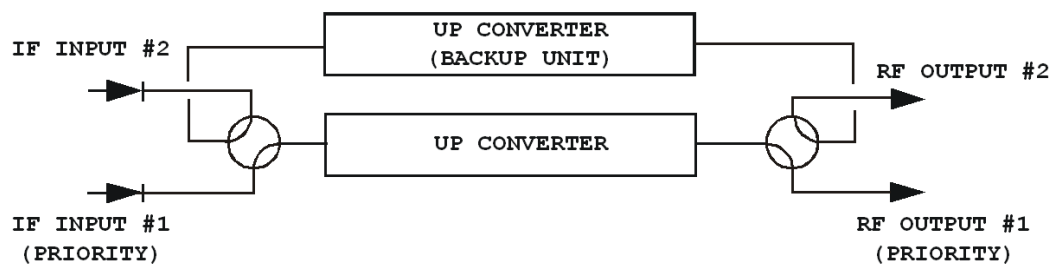 UP CONVERTER
(BACKUP UNIT)
IF INPUT #2
RF OUTPUT #2
UP CONVERTER
IF INPUT #1
(PRIORITY)
RF OUTPUT #1
(PRIORITY)